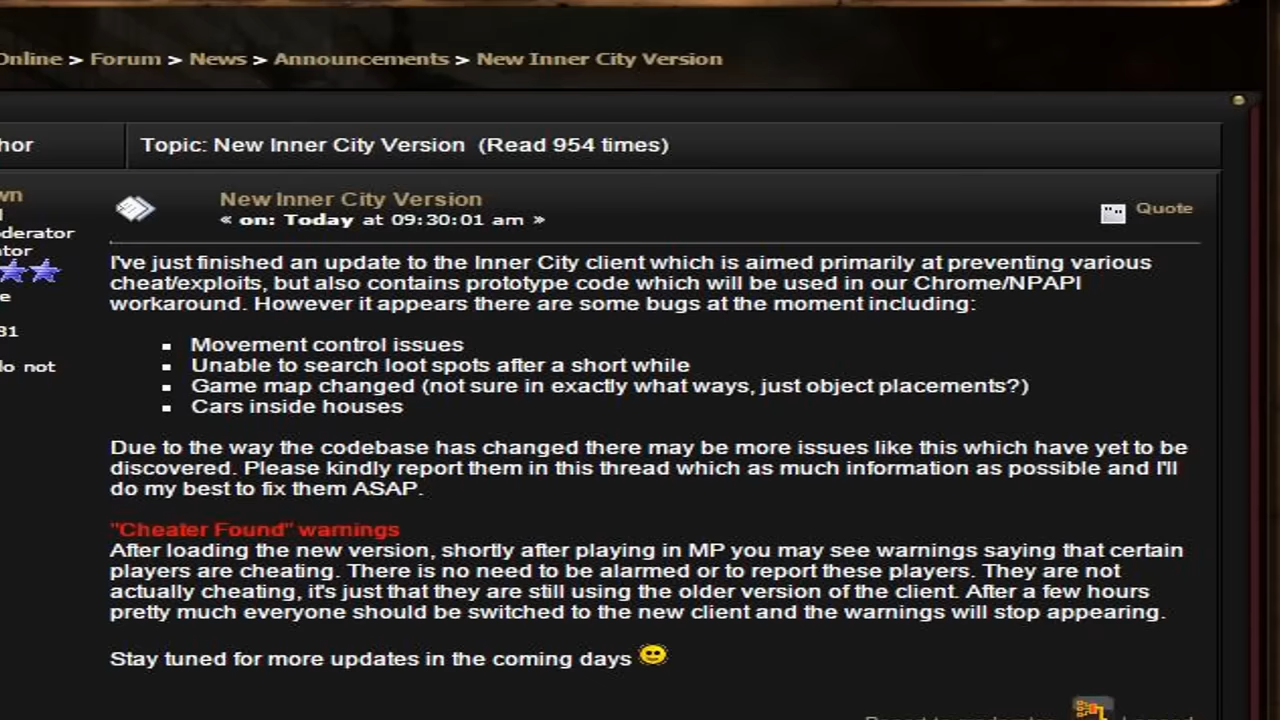 Online > Forum > News > Announcements > New Inner City Version
hor
Topic: New Inner City Version (Read 954 times)
wn
New Inner City Version
« on: Today at 09:30:01 am »
Quote
derator
tor
e
31
do not
I've just finished an update to the Inner City client which is aimed primarily at preventing various
cheat/exploits, but also contains prototype code which will be used in our Chrome/NPAPI
workaround. However it appears there are some bugs at the moment including:
Movement control issues
Unable to search loot spots after a short while
Game map changed (not sure in exactly what ways, just object placements?)
Cars inside houses
Due to the way the codebase has changed there may be more issues like this which have yet to be
discovered. Please kindly report them in this thread which as much information as possible and I'll
do my best to fix them ASAP.
"Cheater Found" warnings
After loading the new version, shortly after playing in MP you may see warnings saying that certain
players are cheating. There is no need to be alarmed or to report these players. They are not
actually cheating, it's just that they are still using the older version of the client. After a few hours
pretty much everyone should be switched to the new client and the warnings will stop appearing.
Stay tuned for more updates in the coming days